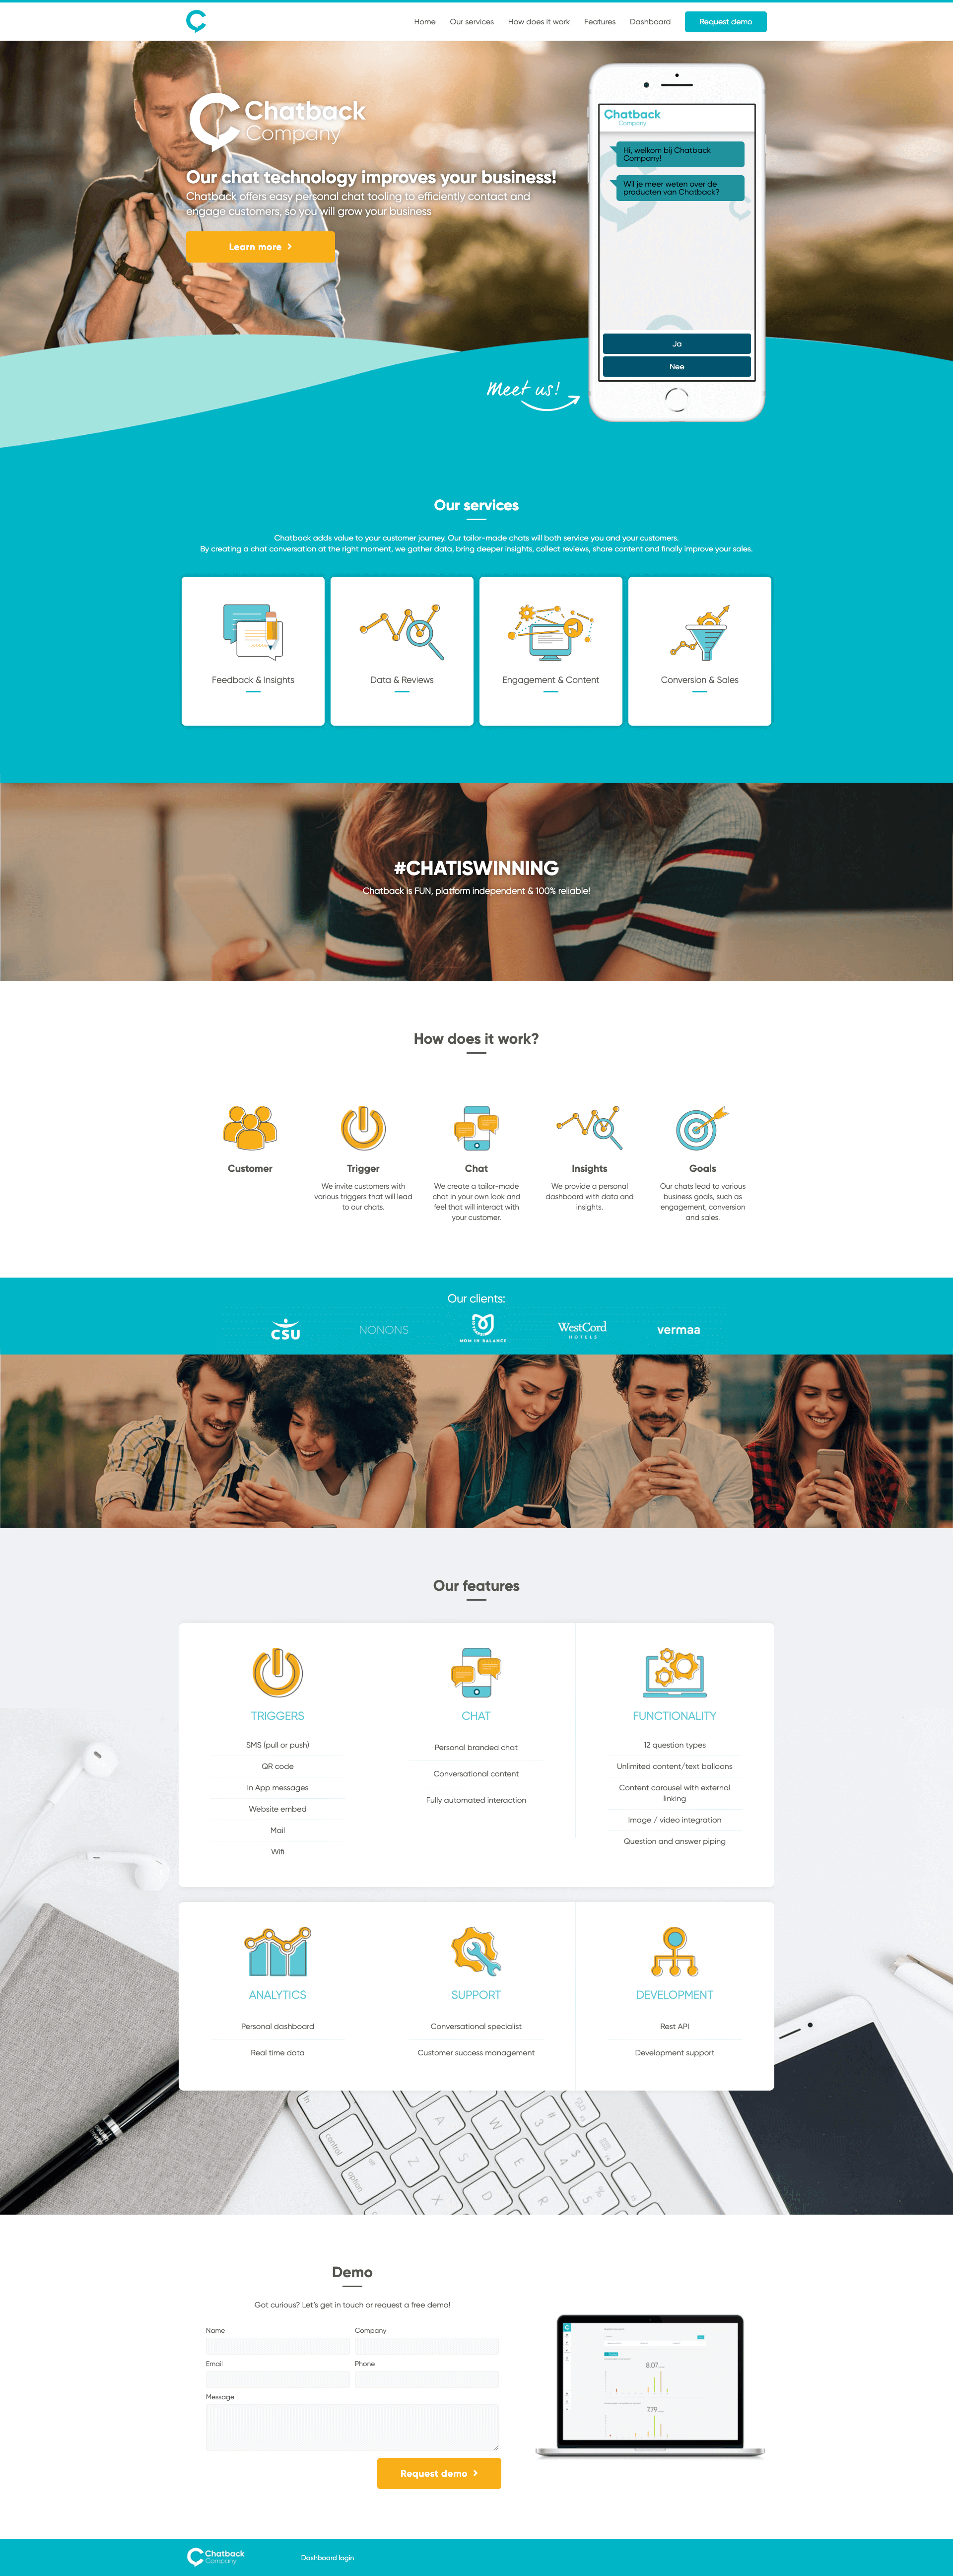 Home Our services How does it work Features Dashboard Request demo
Chatback
Company
Our chat technology improves your business!
Chatback offers easy personal chat tooling to efficiently contact and
engage customers, so you will grow your business
Learn more
Chatback
Company
Hi, welkom bij Chatback
Company!
Wil je meer weten over de
producten van Chatback?
Ja
Nee
Meet us!
Our services
Chatback adds value to your customer journey. Our tailor-made chats will both service you and your customers.
By creating a chat conversation at the right moment, we gather data, bring deeper insights, collect reviews, share content and finally improve your sales.
Feedback & Insights
Data & Reviews
Engagement & Content
Conversion & Sales
#CHATISWINNING
Chatback is FUN, platform independent & 100% reliable!
How does it work?
Customer
Trigger
We invite customers with
various triggers that will lead
to our chats.
Chat
We create a tailor-made
chat in your own look and
feel that will interact with
your customer.
Insights
We provide a personal
dashboard with data and
insights.
Goals
Our chats lead to various
business goals, such as
engagement, conversion
and sales.
Our clients:
CSU
NONONS
MOM IN BALANCE
WestCord
HOTELS
vermaa
Our features
TRIGGERS
SMS (pull or push)
QR code
In App messages
Website embed
Mail
Wifi
CHAT
Personal branded chat
Conversational content
Fully automated interaction
FUNCTIONALITY
12 question types
Unlimited content/text balloons
Content carousel with external
linking
Image / video integration
Question and answer piping
ANALYTICS
Personal dashboard
Real time data
SUPPORT
Conversational specialist
Customer success management
DEVELOPMENT
Rest API
Development support
control
option
A
Z
X
S
D
W
E
R
Demo
Got curious? Let's get in touch or request a free demo!
Name
Company
Email
Phone
Message
Request demo
8.07
7.79
Chatback
Company
Dashboard login